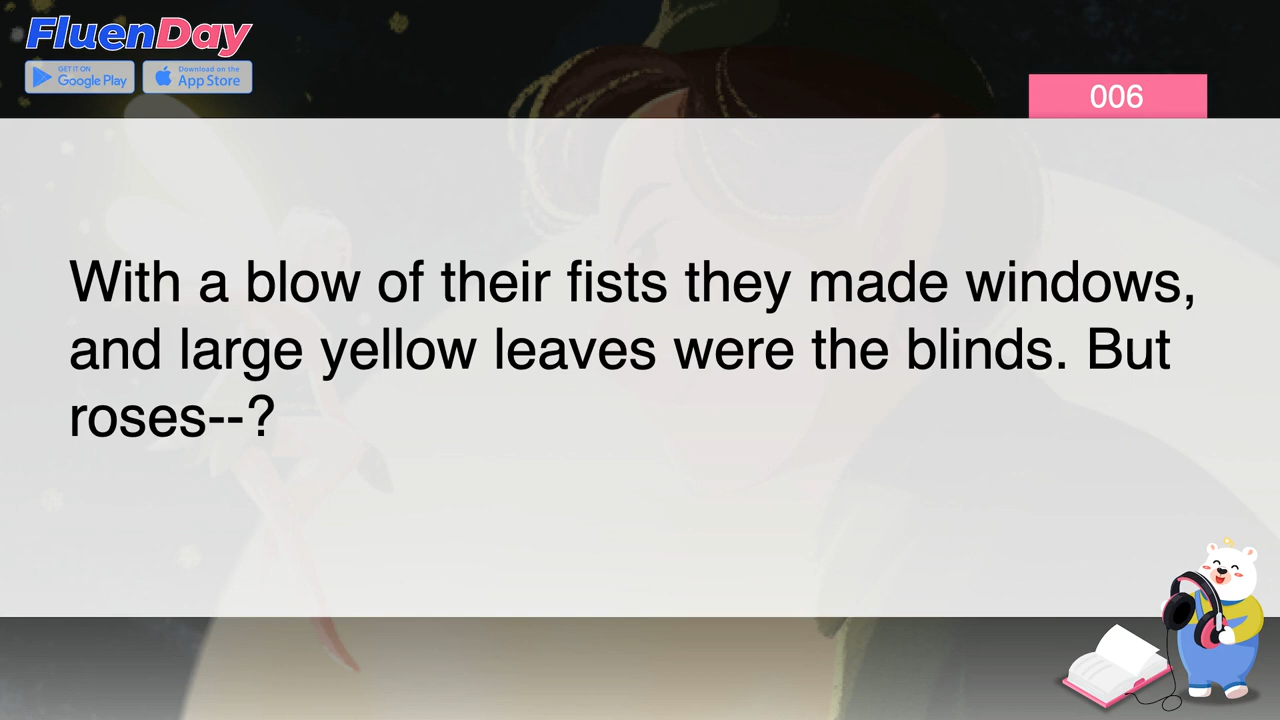 FluenDay
GET IT ON
Google Play
Download on the
App Store
006
With a blow of their fists they made windows,
and large yellow leaves were the blinds. But
roses--?